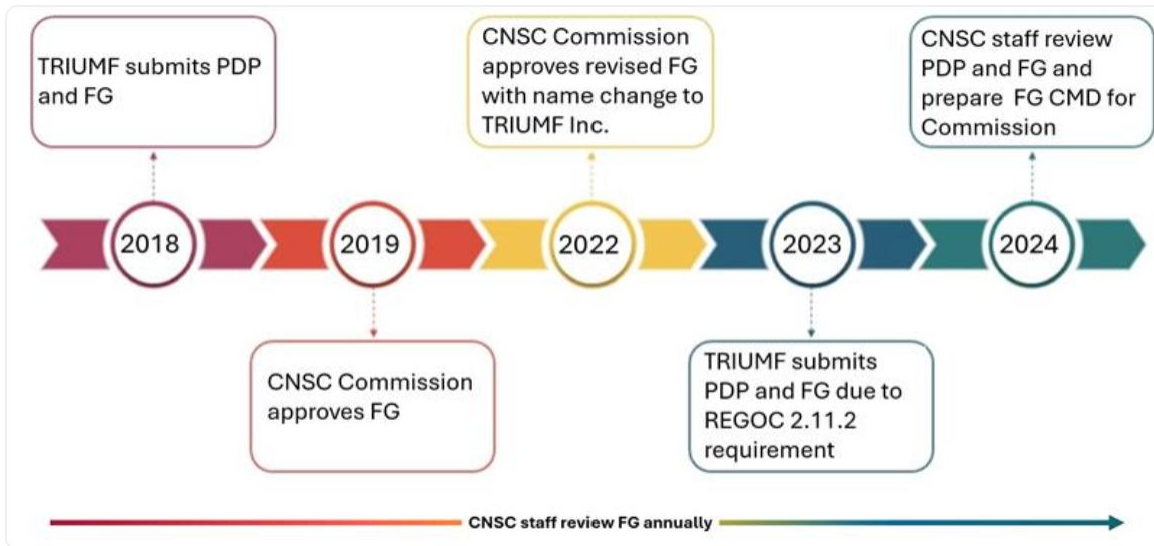 TRIUMF submits PDP
and FG
CNSC Commission
approves revised FG
with name change to
TRIUMF Inc.
CNSC staff review
PDP and FG and
prepare FG CMD for
Commission
2018
2019
2022
2023
2024
CNSC Commission
approves FG
TRIUMF submits
PDP and FG due to
REGOC 2.11.2
requirement
CNSC staff review FG annually